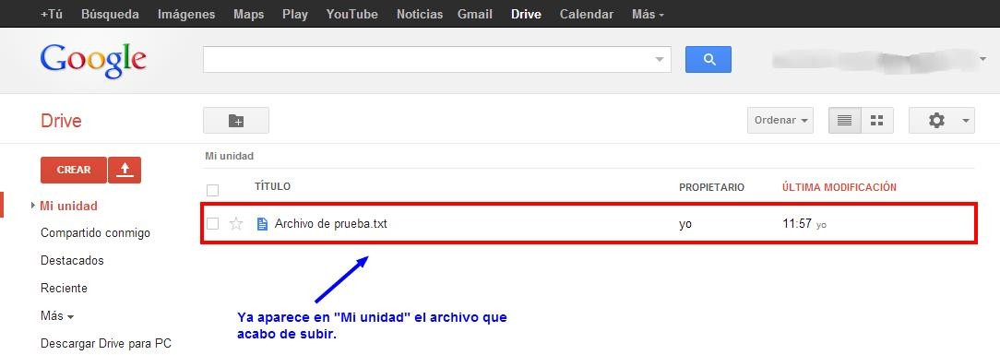 +Tú Búsqueda Imágenes Maps Play YouTube Noticias Gmail Drive Calendar Más
Google
Drive
Ordenar
CREAR
Mi unidad
TÍTULO PROPIETARIO ÚLTIMA MODIFICACIÓN
Mi unidad
Archivo de prueba.txt yo 11:57 yo
Compartido conmigo
Destacados
Reciente
Más
Descargar Drive para PC
Ya aparece en "Mi unidad" el archivo que
acabo de subir.